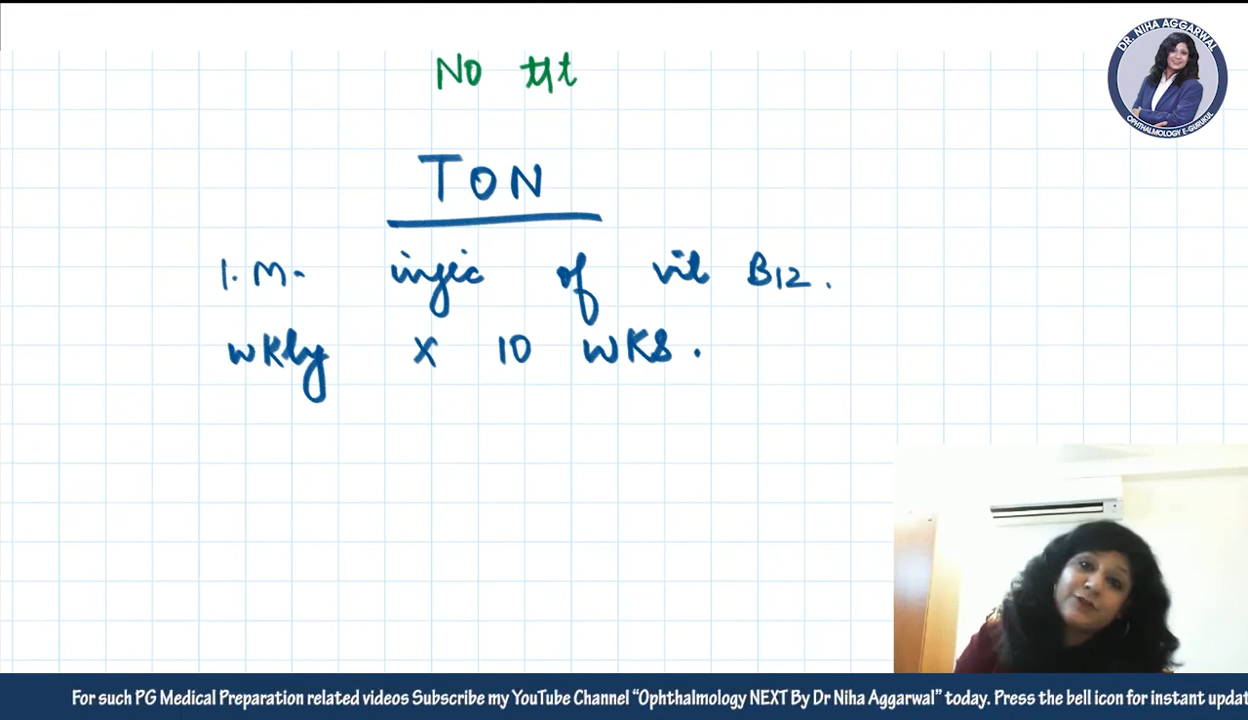 DR. NIHA AGGARWAL
OPHTHALMOLOGY E-GURUKUL
NO ttt
TON
I.M. injec of vit B12.
wkly x 10 wks.
For such PG Medical Preparation related videos Subscribe my YouTube Channel “Ophthalmology NEXT By Dr Niha Aggarwal” today. Press the bell icon for instant updat